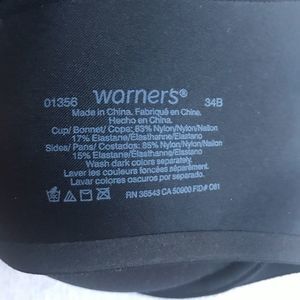 01356 warners® 34B
Made in China. Fabriqué en Chine.
Hecho en China.
Cup/ Bonnet/ Copa: 83% Nylon/Nylon/Nailon
17% Elastane/Elasthanne/Elastano
Sides/ Pans/ Costados: 85% Nylon/Nylon/Nailon
15% Elastane/Elasthanne/Elastano
Wash dark colors separately.
Laver les couleurs foncées séparément.
Lavar colores oscuros por separado.
RN 36543 CA 50900 FID# 081